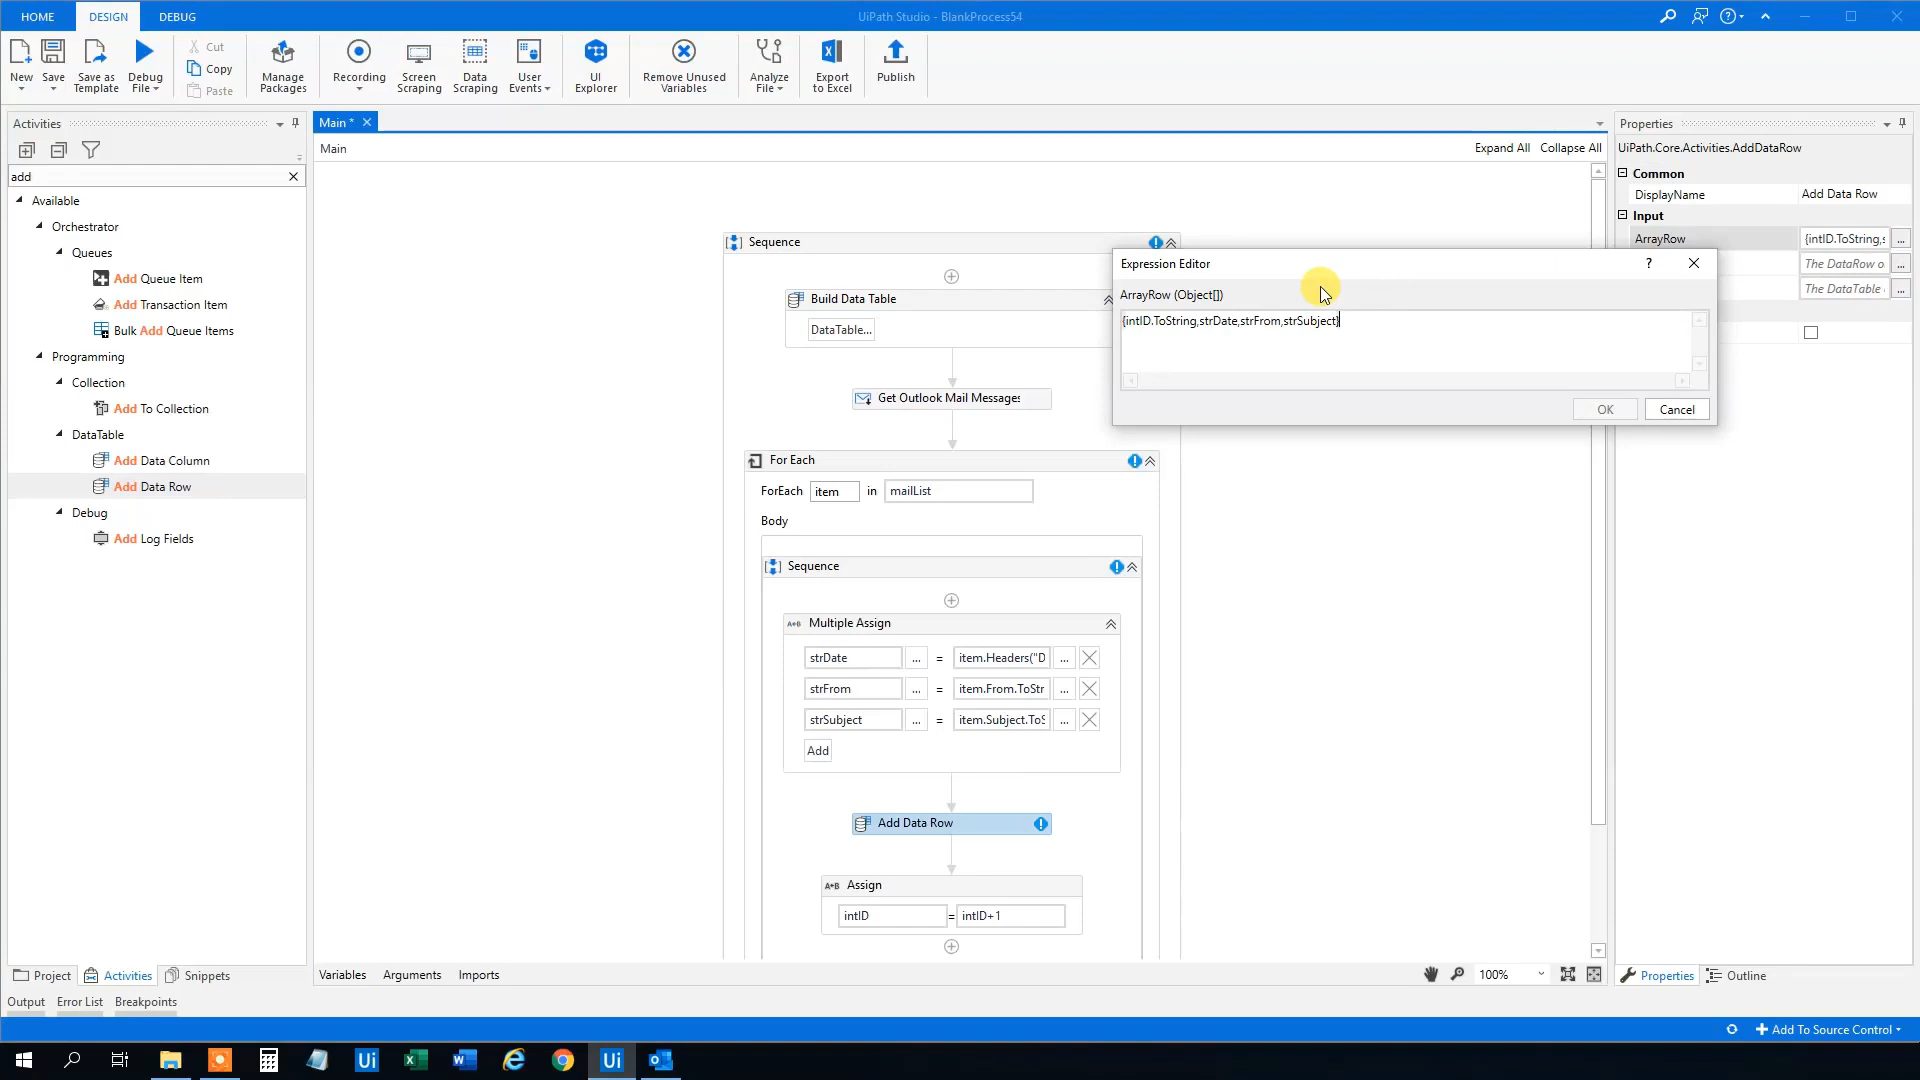 HOME
DESIGN
DEBUG
UiPath Studio - BlankProcess54
New
Save
Save as Template
Debug File
Cut
Copy
Paste
Manage Packages
Recording
Screen Scraping
Data Scraping
User Events
UI Explorer
Remove Unused Variables
Analyze File
Export to Excel
Publish
Activities
add
Available
Orchestrator
Queues
Add Queue Item
Add Transaction Item
Bulk Add Queue Items
Programming
Collection
Add To Collection
DataTable
Add Data Column
Add Data Row
Debug
Add Log Fields
Project
Activities
Snippets
Main *
Main
Expand All
Collapse All
Sequence
Build Data Table
DataTable...
Get Outlook Mail Messages
For Each
ForEach
item
in
mailList
Body
Sequence
Multiple Assign
strDate
...
=
item.Headers("D
...
strFrom
...
=
item.From.ToStr
...
strSubject
...
=
item.Subject.ToS
...
Add
Add Data Row
A+B Assign
intID
=
intID+1
Variables
Arguments
Imports
100%
Expression Editor
?
ArrayRow (Object[])
{intID.ToString,strDate,strFrom,strSubject}
OK
Cancel
Properties
UiPath.Core.Activities.AddDataRow
Common
DisplayName
Add Data Row
Input
ArrayRow
{intID.ToString,s
...
The DataRow o
...
The DataTable
...
Properties
Outline
Output
Error List
Breakpoints
Add To Source Control
Ui
Ui